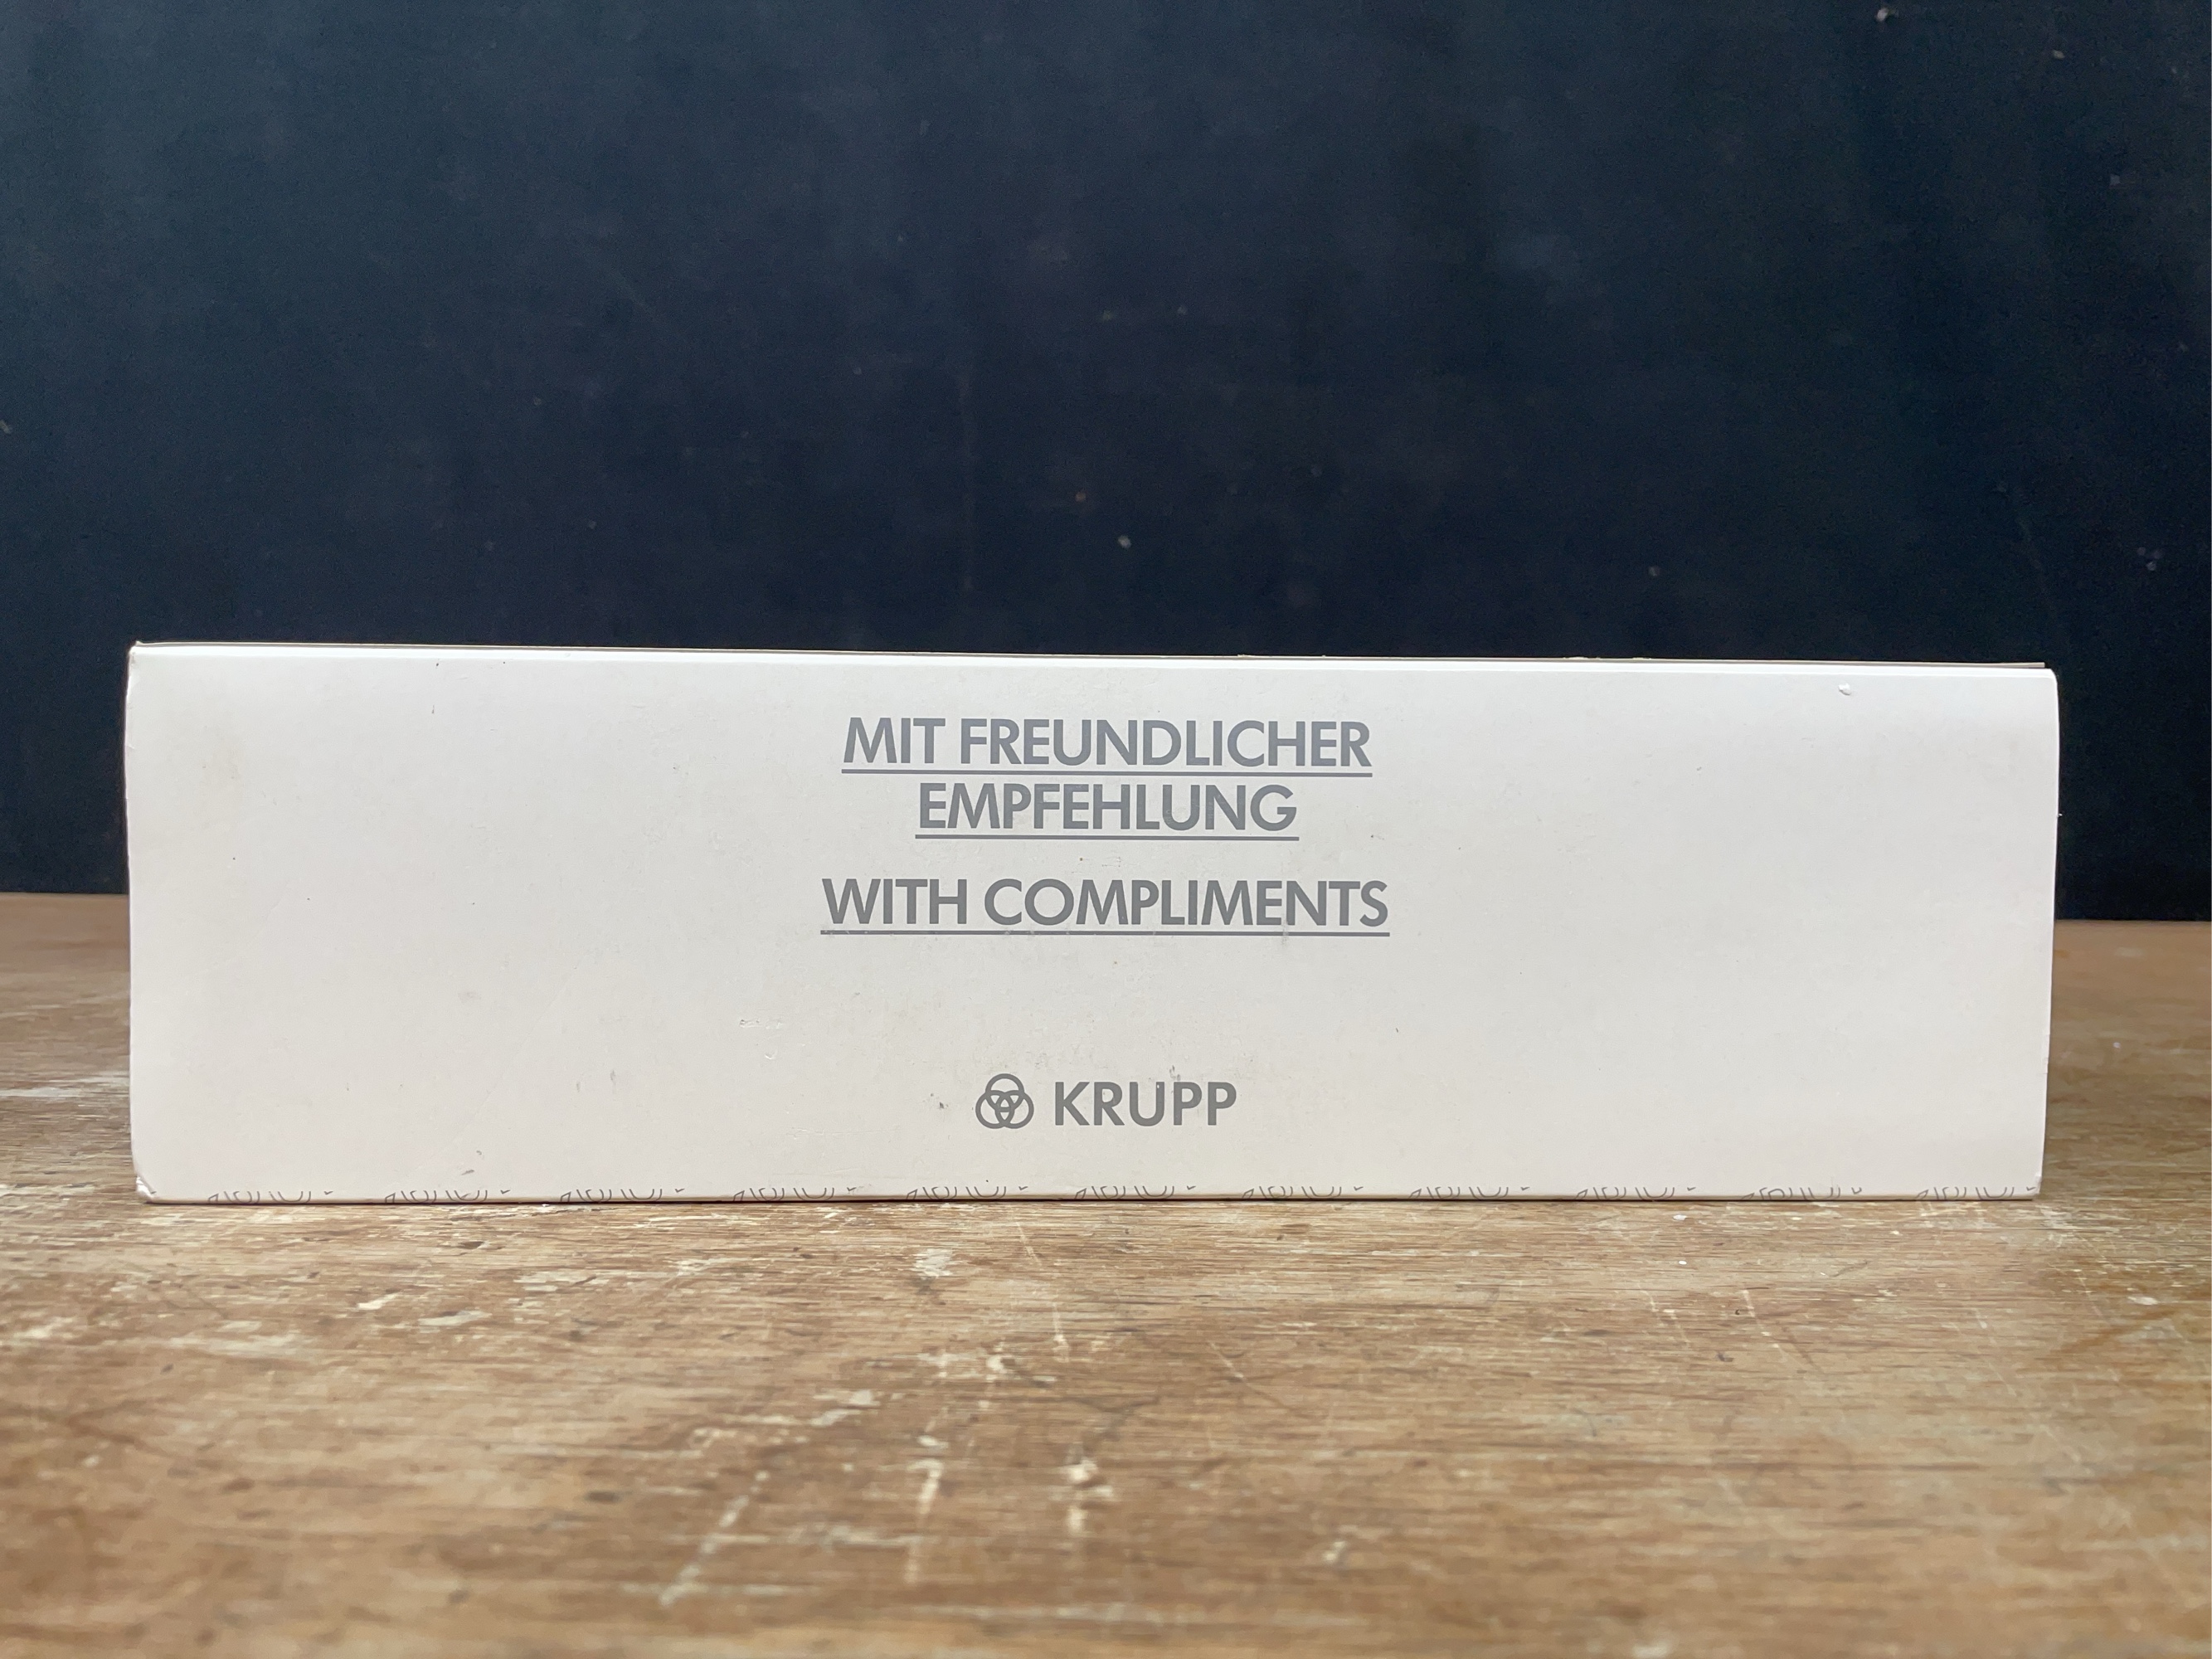 MIT FREUNDLICHER
EMPFEHLUNG
WITH COMPLIMENTS
KRUPP